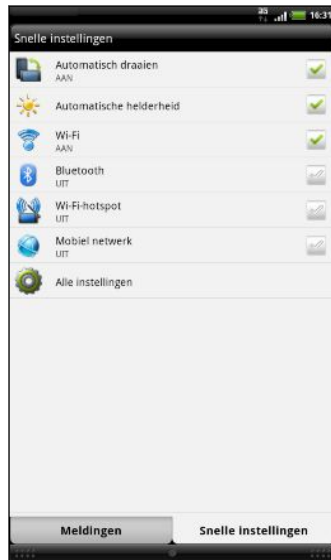 3G 16:31
Snelle instellingen
Automatisch draaien
AAN
Automatische helderheid
Wi-Fi
AAN
Bluetooth
UIT
Wi-Fi-hotspot
UIT
Mobiel netwerk
UIT
Alle instellingen
Meldingen Snelle instellingen